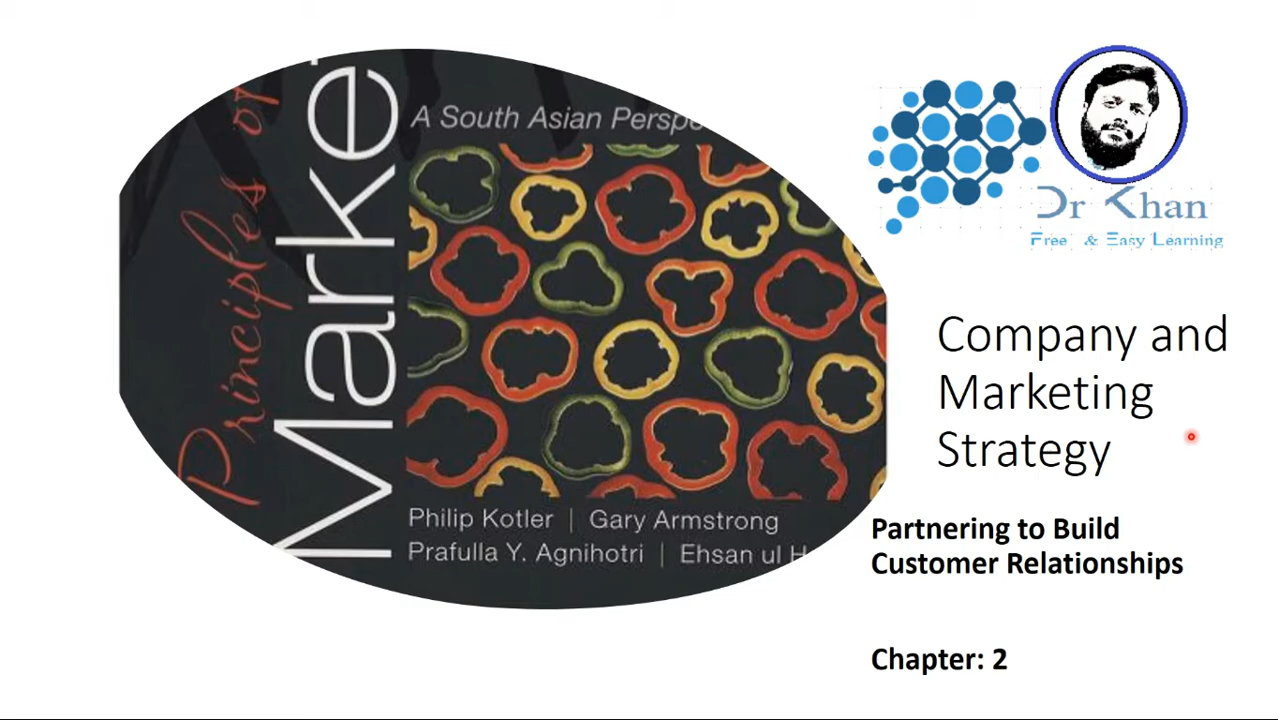 Principles of
Marke
A South Asian Perspe
Philip Kotler | Gary Armstrong
Prafulla Y. Agnihotri | Ehsan ul H
Dr Khan
Free & Easy Learning
Company and
Marketing
Strategy
Partnering to Build
Customer Relationships
Chapter: 2